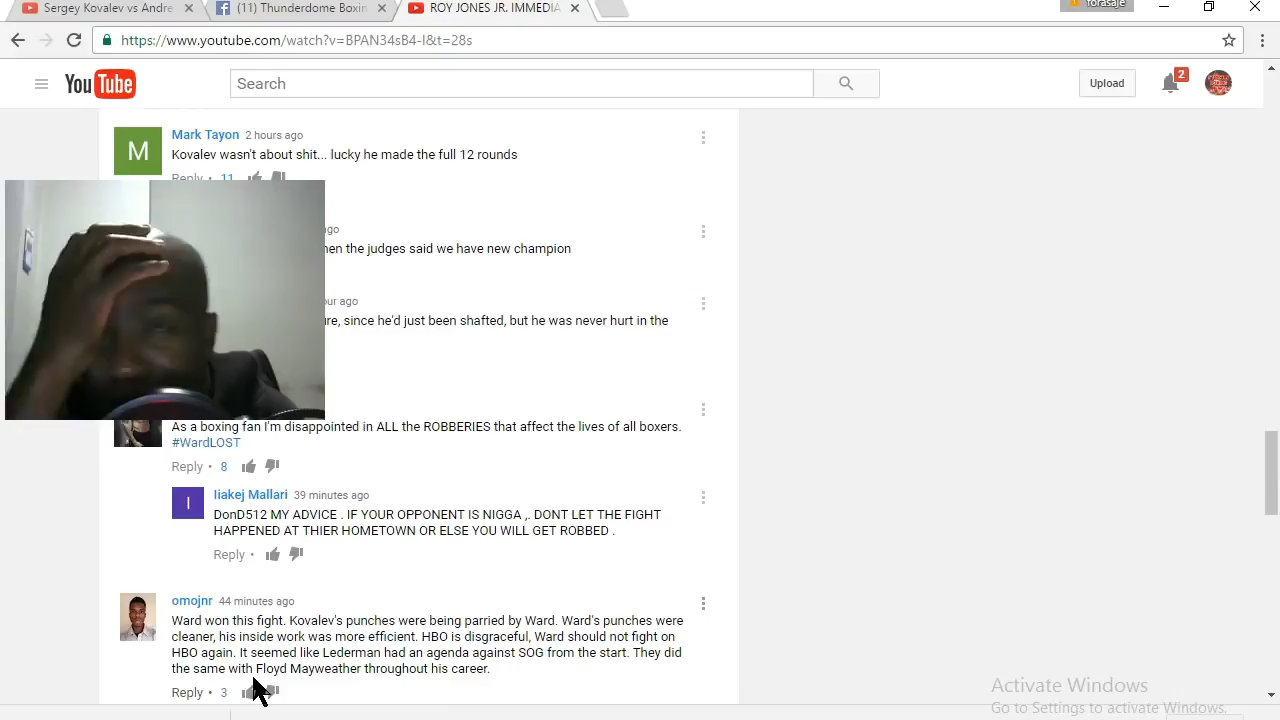 Sergey Kovalev vs Andre
(11) Thunderdome Boxin
ROY JONES JR. IMMEDIA
forasaje
https://www.youtube.com/watch?v=BPAN34sB4-I&t=28s
YouTube
Search
Upload
2
M
Mark Tayon 2 hours ago
Kovalev wasn't about shit... lucky he made the full 12 rounds
Reply • 11
ago
hen the judges said we have new champion
our ago
ure, since he'd just been shafted, but he was never hurt in the
As a boxing fan I'm disappointed in ALL the ROBBERIES that affect the lives of all boxers.
#WardLOST
Reply • 8
I
Iiakej Mallari 39 minutes ago
DonD512 MY ADVICE . IF YOUR OPPONENT IS NIGGA ,. DONT LET THE FIGHT
HAPPENED AT THIER HOMETOWN OR ELSE YOU WILL GET ROBBED .
Reply •
omojnr 44 minutes ago
Ward won this fight. Kovalev's punches were being parried by Ward. Ward's punches were
cleaner, his inside work was more efficient. HBO is disgraceful, Ward should not fight on
HBO again. It seemed like Lederman had an agenda against SOG from the start. They did
the same with Floyd Mayweather throughout his career.
Reply • 3
Activate Windows
Go to Settings to activate Windows.